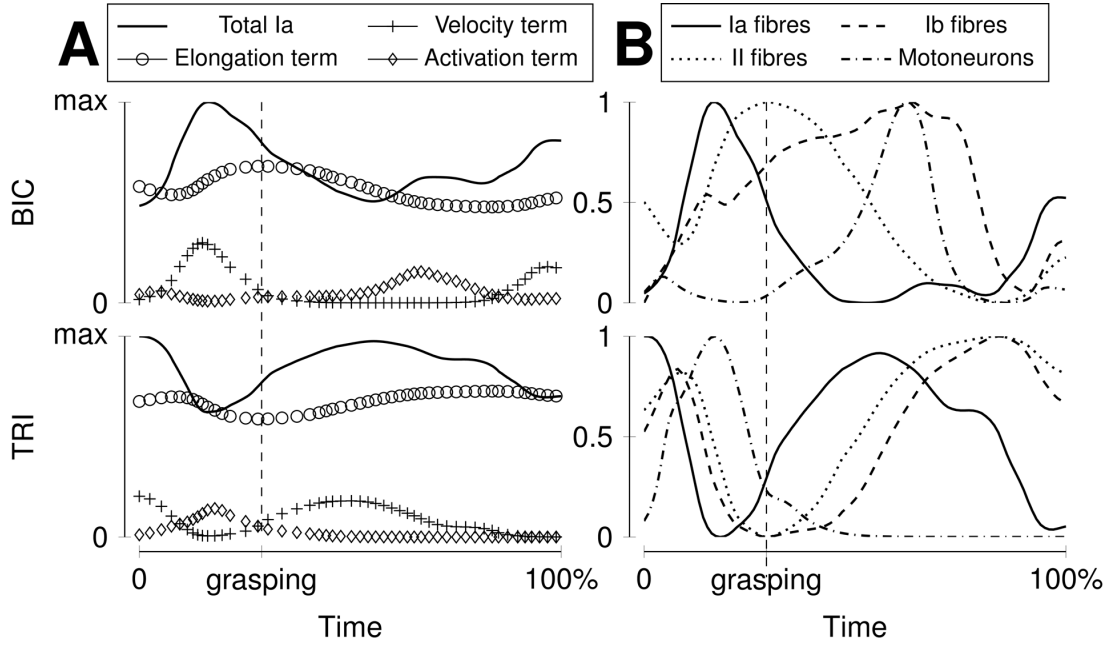 A
Total Ia
Velocity term
Elongation term
Activation term
B
Ia fibres
Ib fibres
II fibres
Motoneurons
max
BIC
0
1
0.5
0
max
TRI
0
1
0.5
0
0
grasping
100%
0
grasping
100%
Time
Time